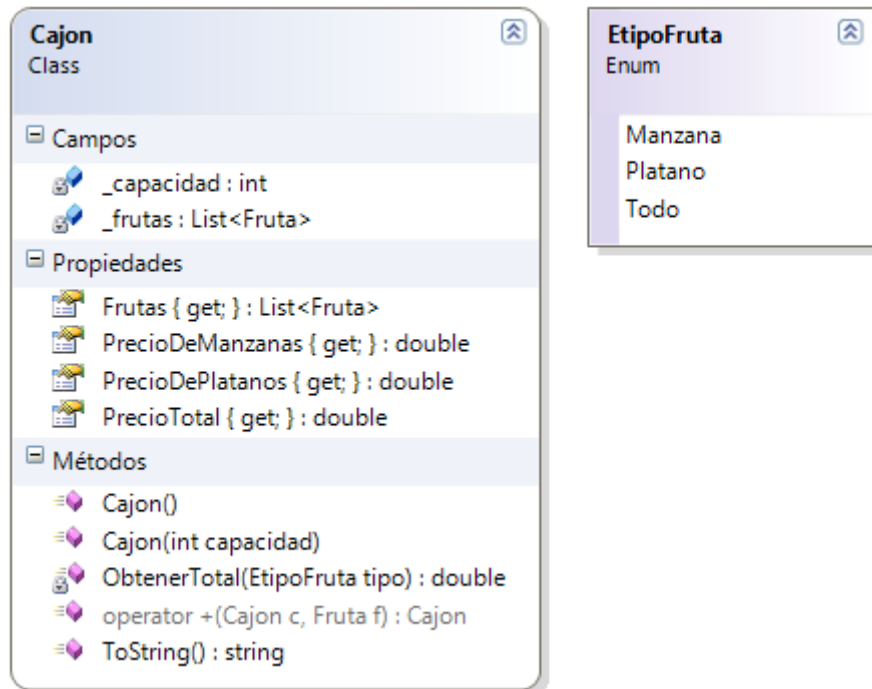 Cajon
Class
Campos
_capacidad : int
_frutas : List<Fruta>
Propiedades
Frutas { get; } : List<Fruta>
PrecioDeManzanas { get; } : double
PrecioDePlatanos { get; } : double
PrecioTotal { get; } : double
Métodos
Cajon()
Cajon(int capacidad)
ObtenerTotal(EtipoFruta tipo) : double
operator +(Cajon c, Fruta f) : Cajon
ToString() : string
EtipoFruta
Enum
Manzana
Platano
Todo